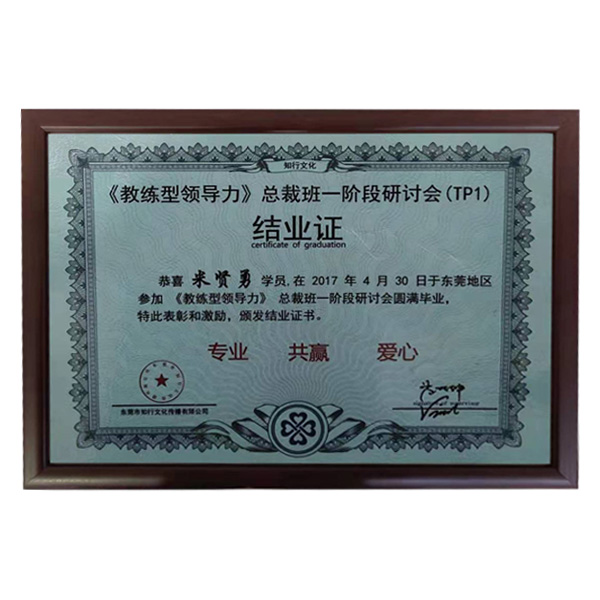 知行文化
《教练型领导力》总裁班一阶段研讨会(TP1)
结业证
certificate of graduation
恭喜 米贤勇 学员,在 2017 年 4 月 30 日于东莞地区
参加 《教练型领导力》 总裁班一阶段研讨会圆满毕业,
特此表彰和激励，颁发结业证书。
专业 共赢 爱心
东莞市知行文化传播有限公司